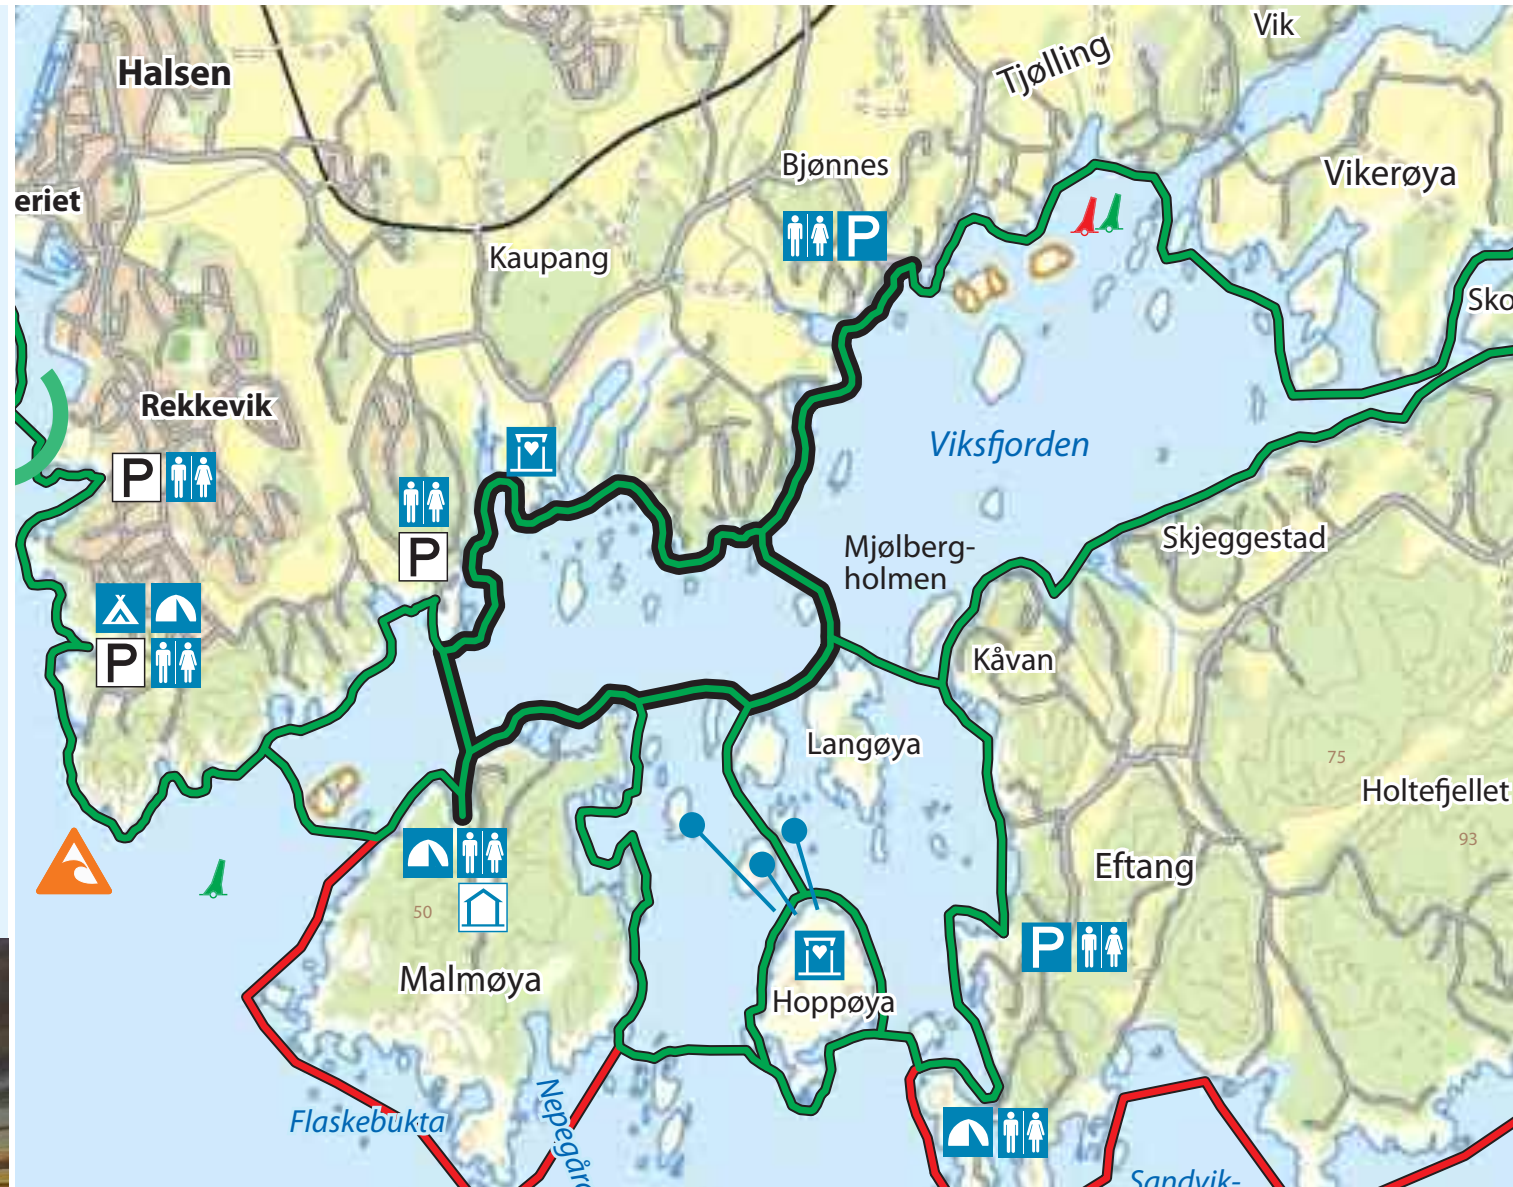 Vik
Tjølling
Halsen
Bjønnes
Vikerøya
eriet
Kaupang
Sko
P
Rekkevik
Viksfjorden
P
P
Skjeggestad
Mjølberg-
holmen
P
Kåvan
Langøya
75
Holtefjellet
93
Eftang
50
P
Malmøya
Hoppøya
Flaskebukta
Nepegår
Sandvik-